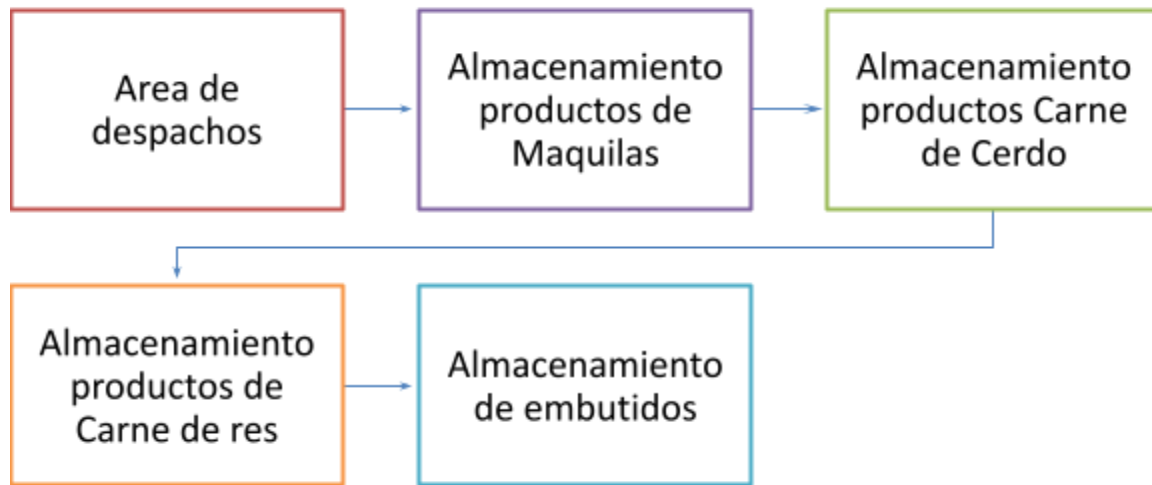 Area de
despachos
Almacenamiento
productos de
Maquilas
Almacenamiento
productos Carne
de Cerdo
Almacenamiento
productos de
Carne de res
Almacenamiento
de embutidos